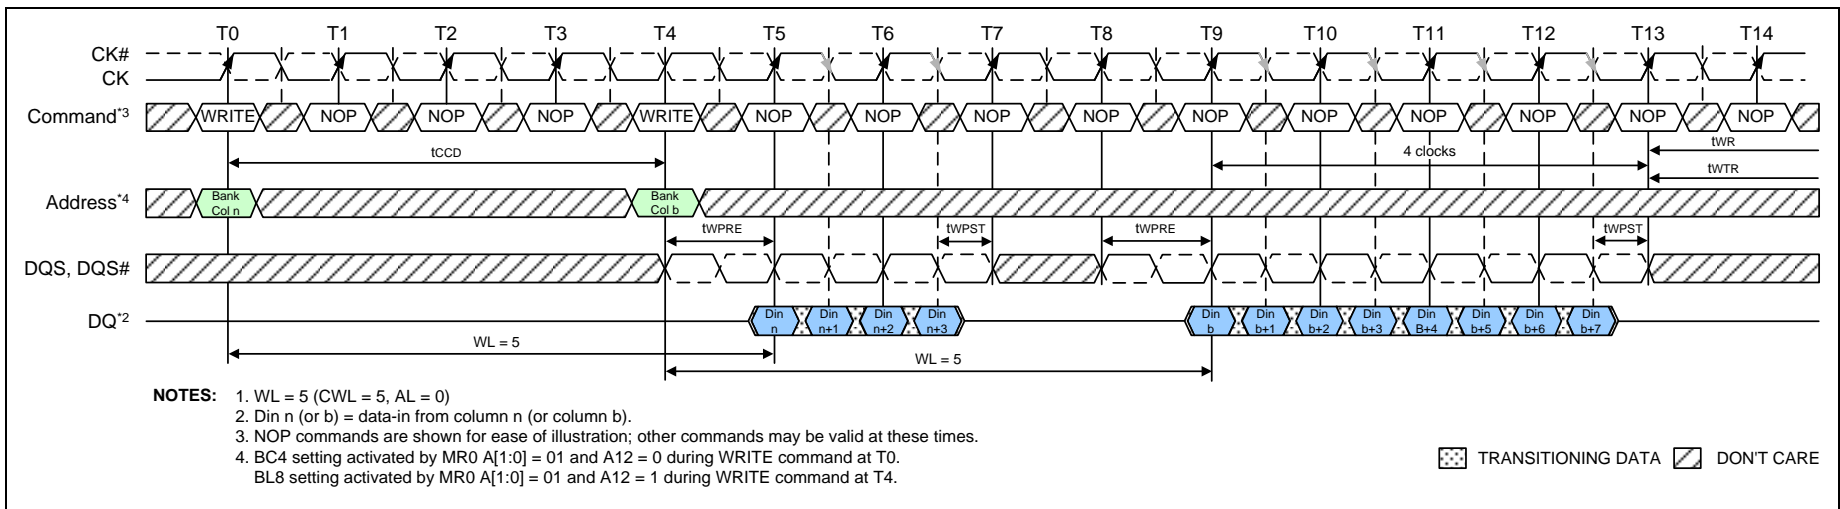 T0 T1 T2 T3 T4 T5 T6 T7 T8 T9 T10 T11 T12 T13 T14
CK#
CK
Command*3 WRITE NOP NOP NOP WRITE NOP NOP NOP NOP NOP NOP NOP NOP NOP NOP
tCCD 4 clocks tWR
tWTR
Address*4 Bank Col n Bank Col b
tWPRE tWPST tWPRE tWPST
DQS, DQS#
DQ*2 Din n Din n+1 Din n+2 Din n+3 Din b Din b+1 Din b+2 Din b+3 Din B+4 Din b+5 Din b+6 Din b+7
WL = 5
WL = 5
NOTES: 1. WL = 5 (CWL = 5, AL = 0)
2. Din n (or b) = data-in from column n (or column b).
3. NOP commands are shown for ease of illustration; other commands may be valid at these times.
4. BC4 setting activated by MR0 A[1:0] = 01 and A12 = 0 during WRITE command at T0.
BL8 setting activated by MR0 A[1:0] = 01 and A12 = 1 during WRITE command at T4.
TRANSITIONING DATA DON'T CARE